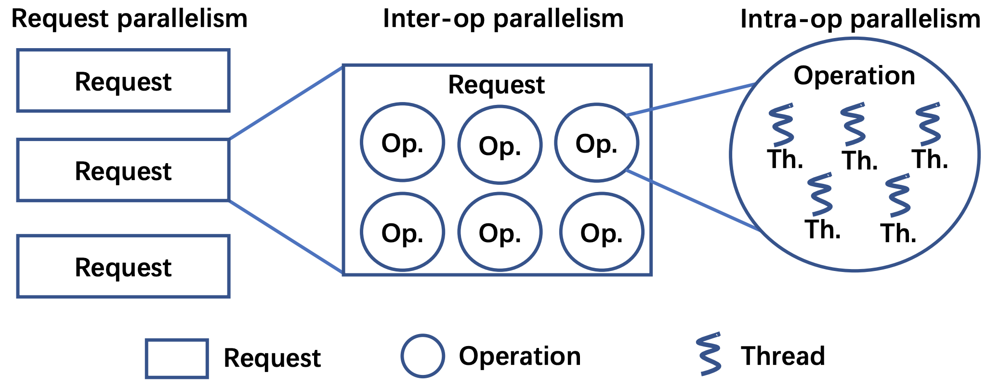 Request parallelism
Request
Request
Request
Inter-op parallelism
Request
Op.
Op.
Op.
Op.
Op.
Op.
Intra-op parallelism
Operation
Th.
Th.
Th.
Th.
Th.
Request
Operation
Thread